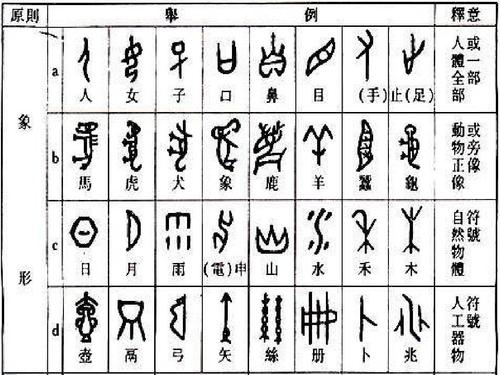 原則 舉例 釋意
象形
a 人 女 子 口 鼻 目 (手) 止(足) 人體全部或一部
b 馬 虎 犬 象 鹿 羊 蠶 龜 動物正像或旁像
c 日 月 雨 (電)申 山 水 禾 木 自然物體符號
d 壺 鬲 弓 矢 絲 册 卜 兆 人工器物符號